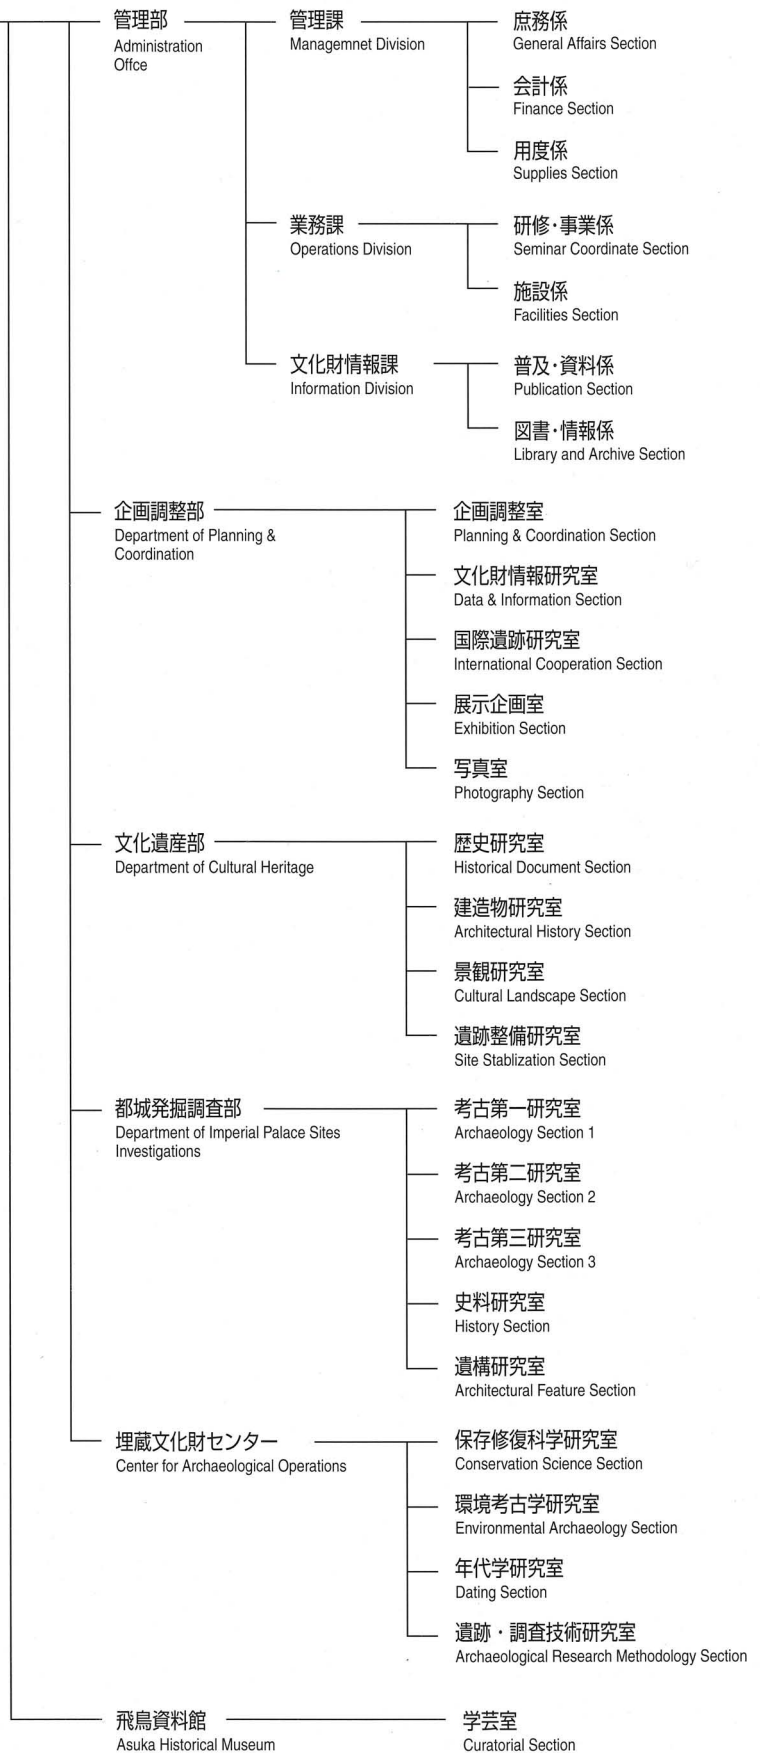 管理部
Administration
Offce
管理課
Managemnet Division
庶務係
General Affairs Section
会計係
Finance Section
用度係
Supplies Section
業務課
Operations Division
研修・事業係
Seminar Coordinate Section
施設係
Facilities Section
文化財情報課
Information Division
普及・資料係
Publication Section
図書・情報係
Library and Archive Section
企画調整部
Department of Planning &
Coordination
企画調整室
Planning & Coordination Section
文化財情報研究室
Data & Information Section
国際遺跡研究室
International Cooperation Section
展示企画室
Exhibition Section
写真室
Photography Section
文化遺産部
Department of Cultural Heritage
歴史研究室
Historical Document Section
建造物研究室
Architectural History Section
景観研究室
Cultural Landscape Section
遺跡整備研究室
Site Stablization Section
都城発掘調査部
Department of Imperial Palace Sites
Investigations
考古第一研究室
Archaeology Section 1
考古第二研究室
Archaeology Section 2
考古第三研究室
Archaeology Section 3
史料研究室
History Section
遺構研究室
Architectural Feature Section
埋蔵文化財センター
Center for Archaeological Operations
保存修復科学研究室
Conservation Science Section
環境考古学研究室
Environmental Archaeology Section
年代学研究室
Dating Section
遺跡・調査技術研究室
Archaeological Research Methodology Section
飛鳥資料館
Asuka Historical Museum
学芸室
Curatorial Section